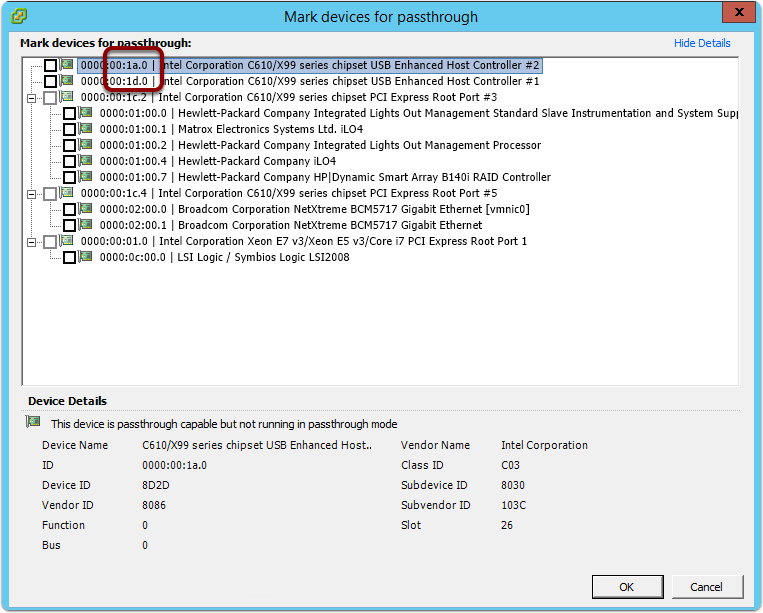 Mark devices for passthrough
x
Mark devices for passthrough:
Hide Details
0000:00:1a.0 | Intel Corporation C610/X99 series chipset USB Enhanced Host Controller #2
0000:00:1d.0 | Intel Corporation C610/X99 series chipset USB Enhanced Host Controller #1
0000:00:1c.2 | Intel Corporation C610/X99 series chipset PCI Express Root Port #3
0000:01:00.0 | Hewlett-Packard Company Integrated Lights Out Management Standard Slave Instrumentation and System Supp
0000:01:00.1 | Matrox Electronics Systems Ltd. iLO4
0000:01:00.2 | Hewlett-Packard Company Integrated Lights Out Management Processor
0000:01:00.4 | Hewlett-Packard Company iLO4
0000:01:00.7 | Hewlett-Packard Company HP|Dynamic Smart Array B140i RAID Controller
0000:00:1c.4 | Intel Corporation C610/X99 series chipset PCI Express Root Port #5
0000:02:00.0 | Broadcom Corporation NetXtreme BCM5717 Gigabit Ethernet [vmnic0]
0000:02:00.1 | Broadcom Corporation NetXtreme BCM5717 Gigabit Ethernet
0000:00:01.0 | Intel Corporation Xeon E7 v3/Xeon E5 v3/Core i7 PCI Express Root Port 1
0000:0c:00.0 | LSI Logic / Symbios Logic LSI2008
Device Details
This device is passthrough capable but not running in passthrough mode
Device Name C610/X99 series chipset USB Enhanced Host.. Vendor Name Intel Corporation
ID 0000:00:1a.0 Class ID C03
Device ID 8D2D Subdevice ID 8030
Vendor ID 8086 Subvendor ID 103C
Function 0 Slot 26
Bus 0
OK Cancel